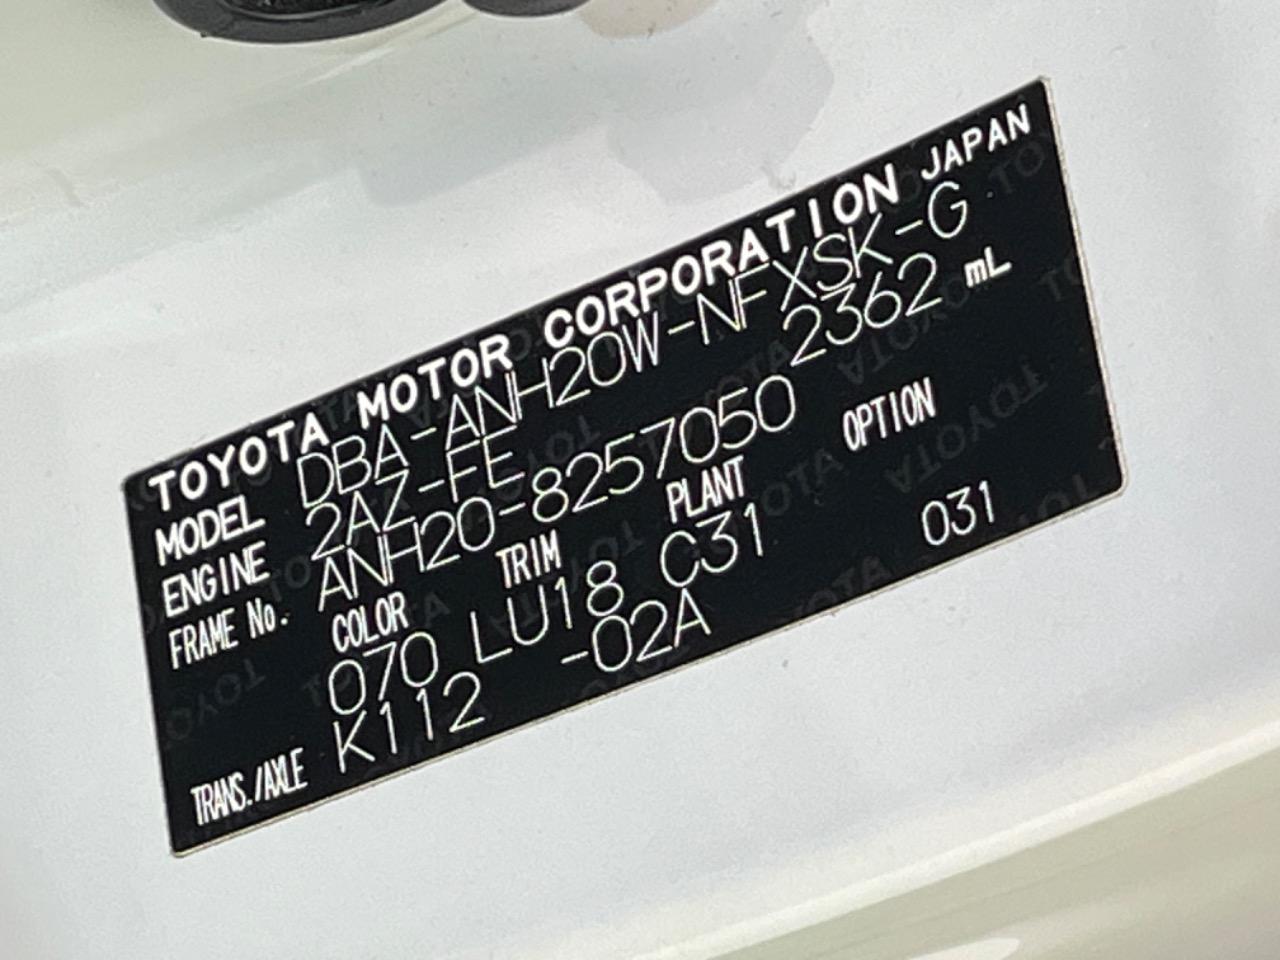 TOYOTA MOTOR CORPORATION JAPAN
MODEL DBA-ANH20W-NFXSK-G
ENGINE 2AZ-FE 2362 mL
FRAME No. ANH20-8257050
COLOR TRIM PLANT OPTION
070 LU18 C31 031
TRANS./AXLE K112 -02A